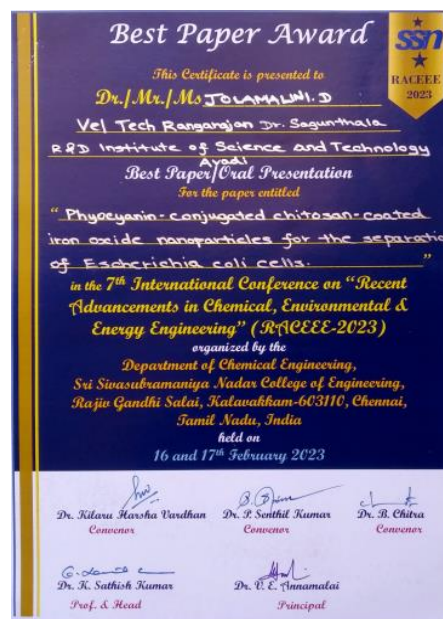 Best Paper Award
ssn
RACEEE
2023
This Certificate is presented to
Dr./Mr./Ms JOLAMALINI.D
Vel Tech Rangarajan Dr. Sagunthala
R&D Institute of Science and Technology
Avadi
Best Paper/Oral Presentation
For the paper entitled
“ Phycyanin-conjugated chitosan-coated
iron oxide nanoparticles for the separatio
of Escherichia coli cells. ”
in the 7th International Conference on “Recent
Advancements in Chemical, Environmental &
Energy Engineering” (RACEEE-2023)
organized by the
Department of Chemical Engineering,
Sri Sivasubramaniya Nadar College of Engineering,
Rajiv Gandhi Salai, Kalavakkam-603110, Chennai,
Tamil Nadu, India
held on
16 and 17th February 2023
Dr. Kilaru Harsha Vardhan Dr. P. Senthil Kumar Dr. B. Chitra
Convenor Convenor Convenor
Dr. K. Sathish Kumar Dr. V. E. Annamalai
Prof. & Head Principal